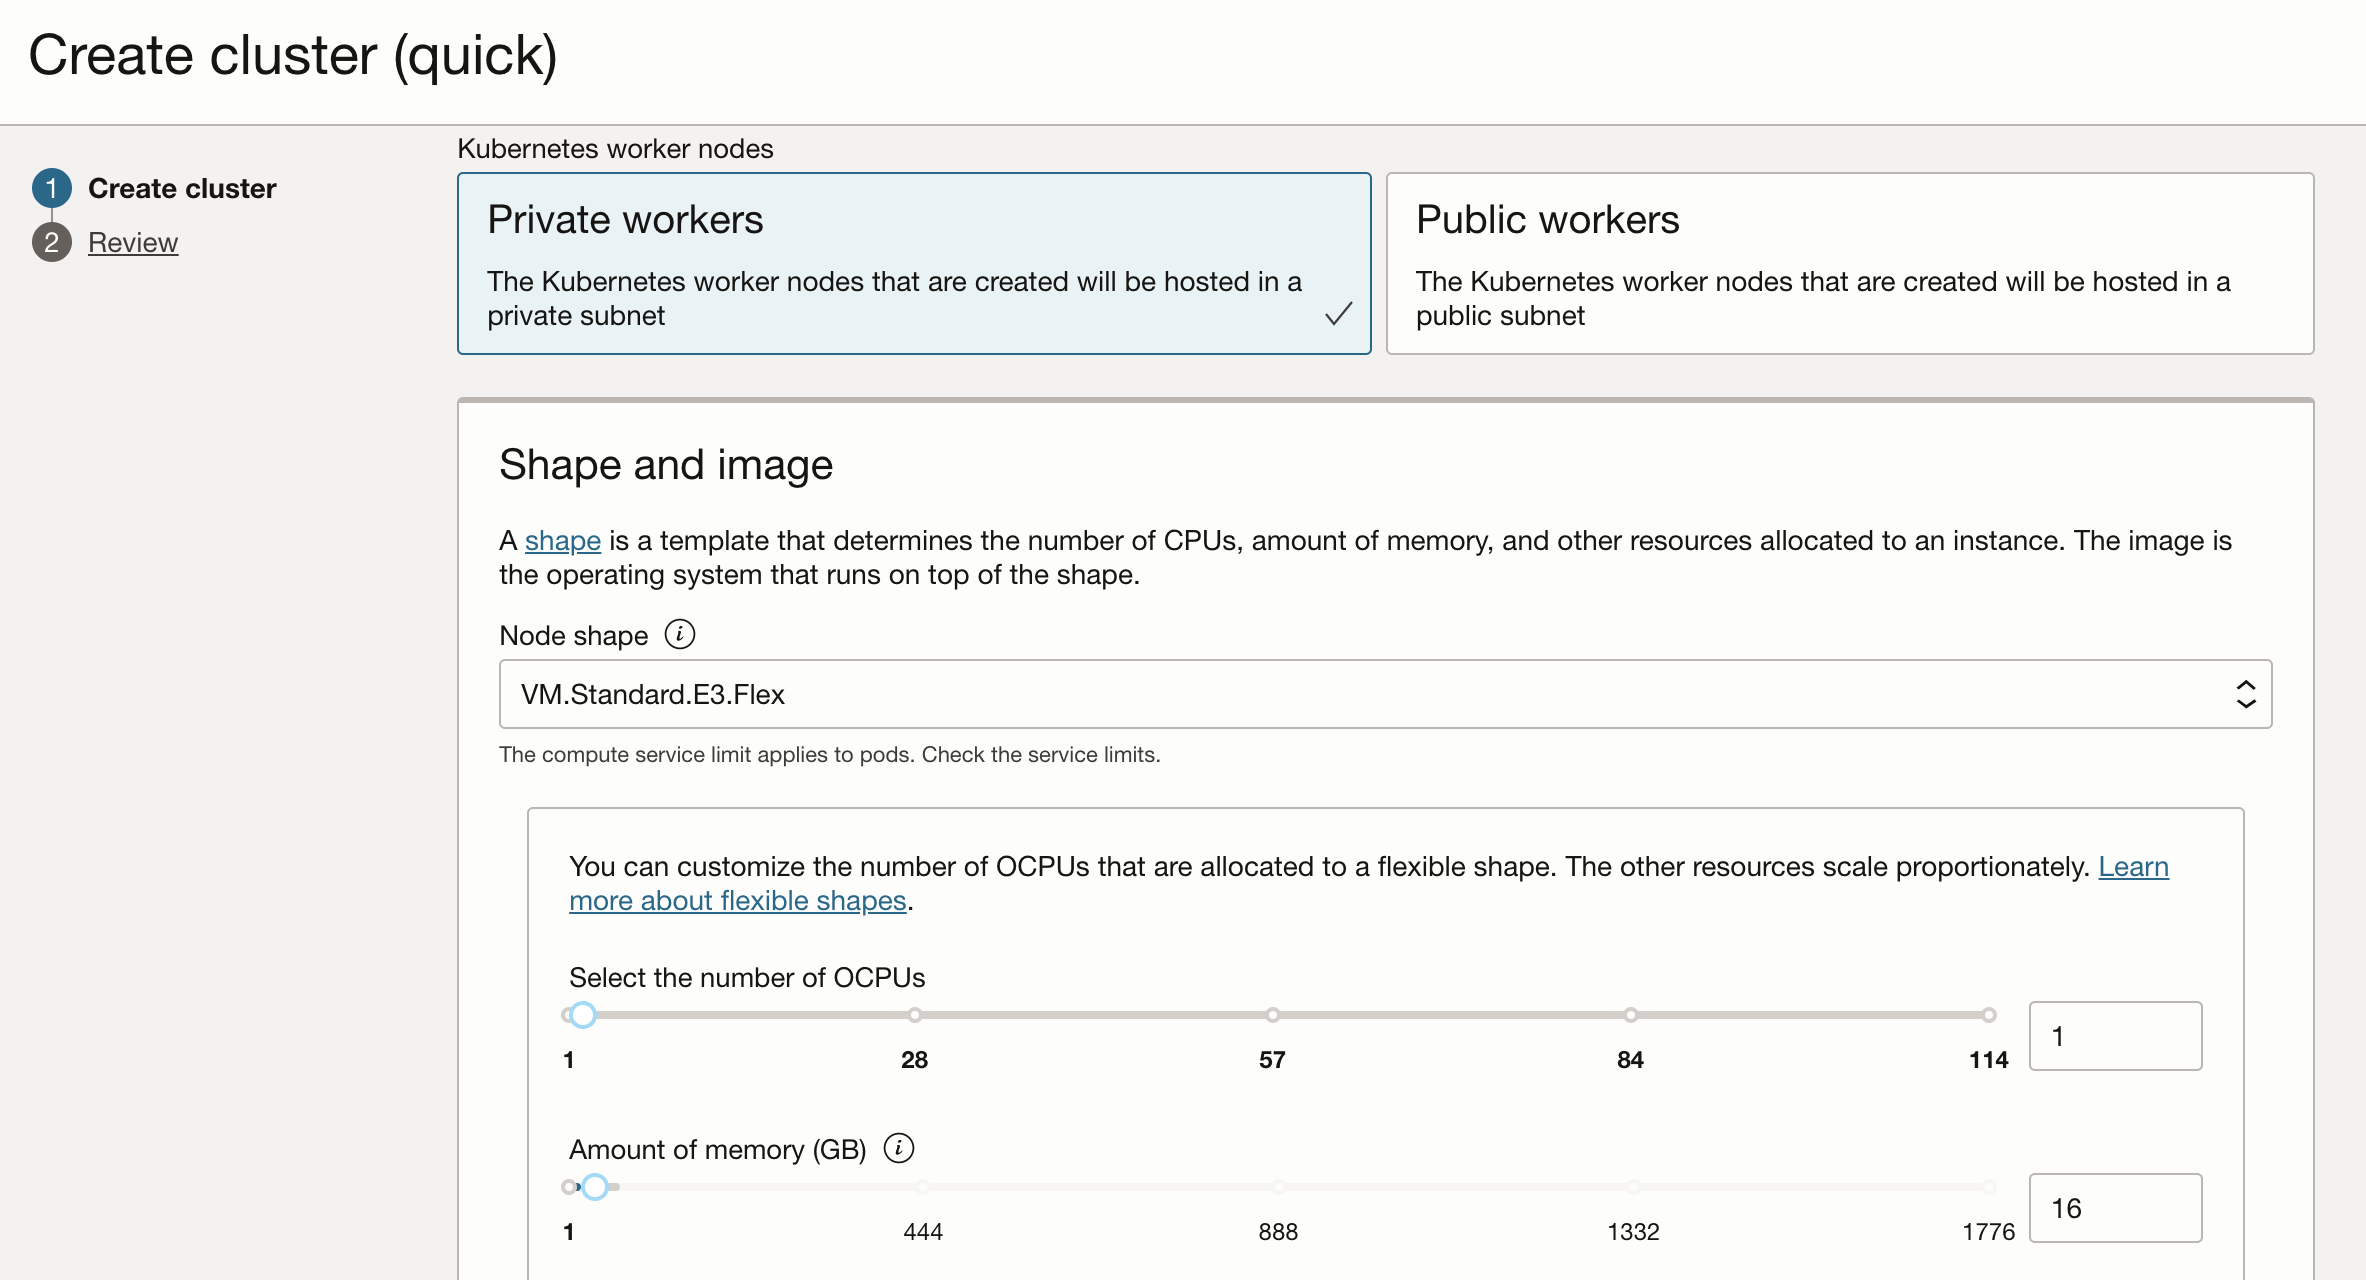 Create cluster (quick)
1 Create cluster
2 Review
Kubernetes worker nodes
Private workers
The Kubernetes worker nodes that are created will be hosted in a
private subnet
Public workers
The Kubernetes worker nodes that are created will be hosted in a
public subnet
Shape and image
A shape is a template that determines the number of CPUs, amount of memory, and other resources allocated to an instance. The image is
the operating system that runs on top of the shape.
Node shape
VM.Standard.E3.Flex
The compute service limit applies to pods. Check the service limits.
You can customize the number of OCPUs that are allocated to a flexible shape. The other resources scale proportionately. Learn
more about flexible shapes.
Select the number of OCPUs
1 28 57 84 114
1
Amount of memory (GB)
1 444 888 1332 1776
16